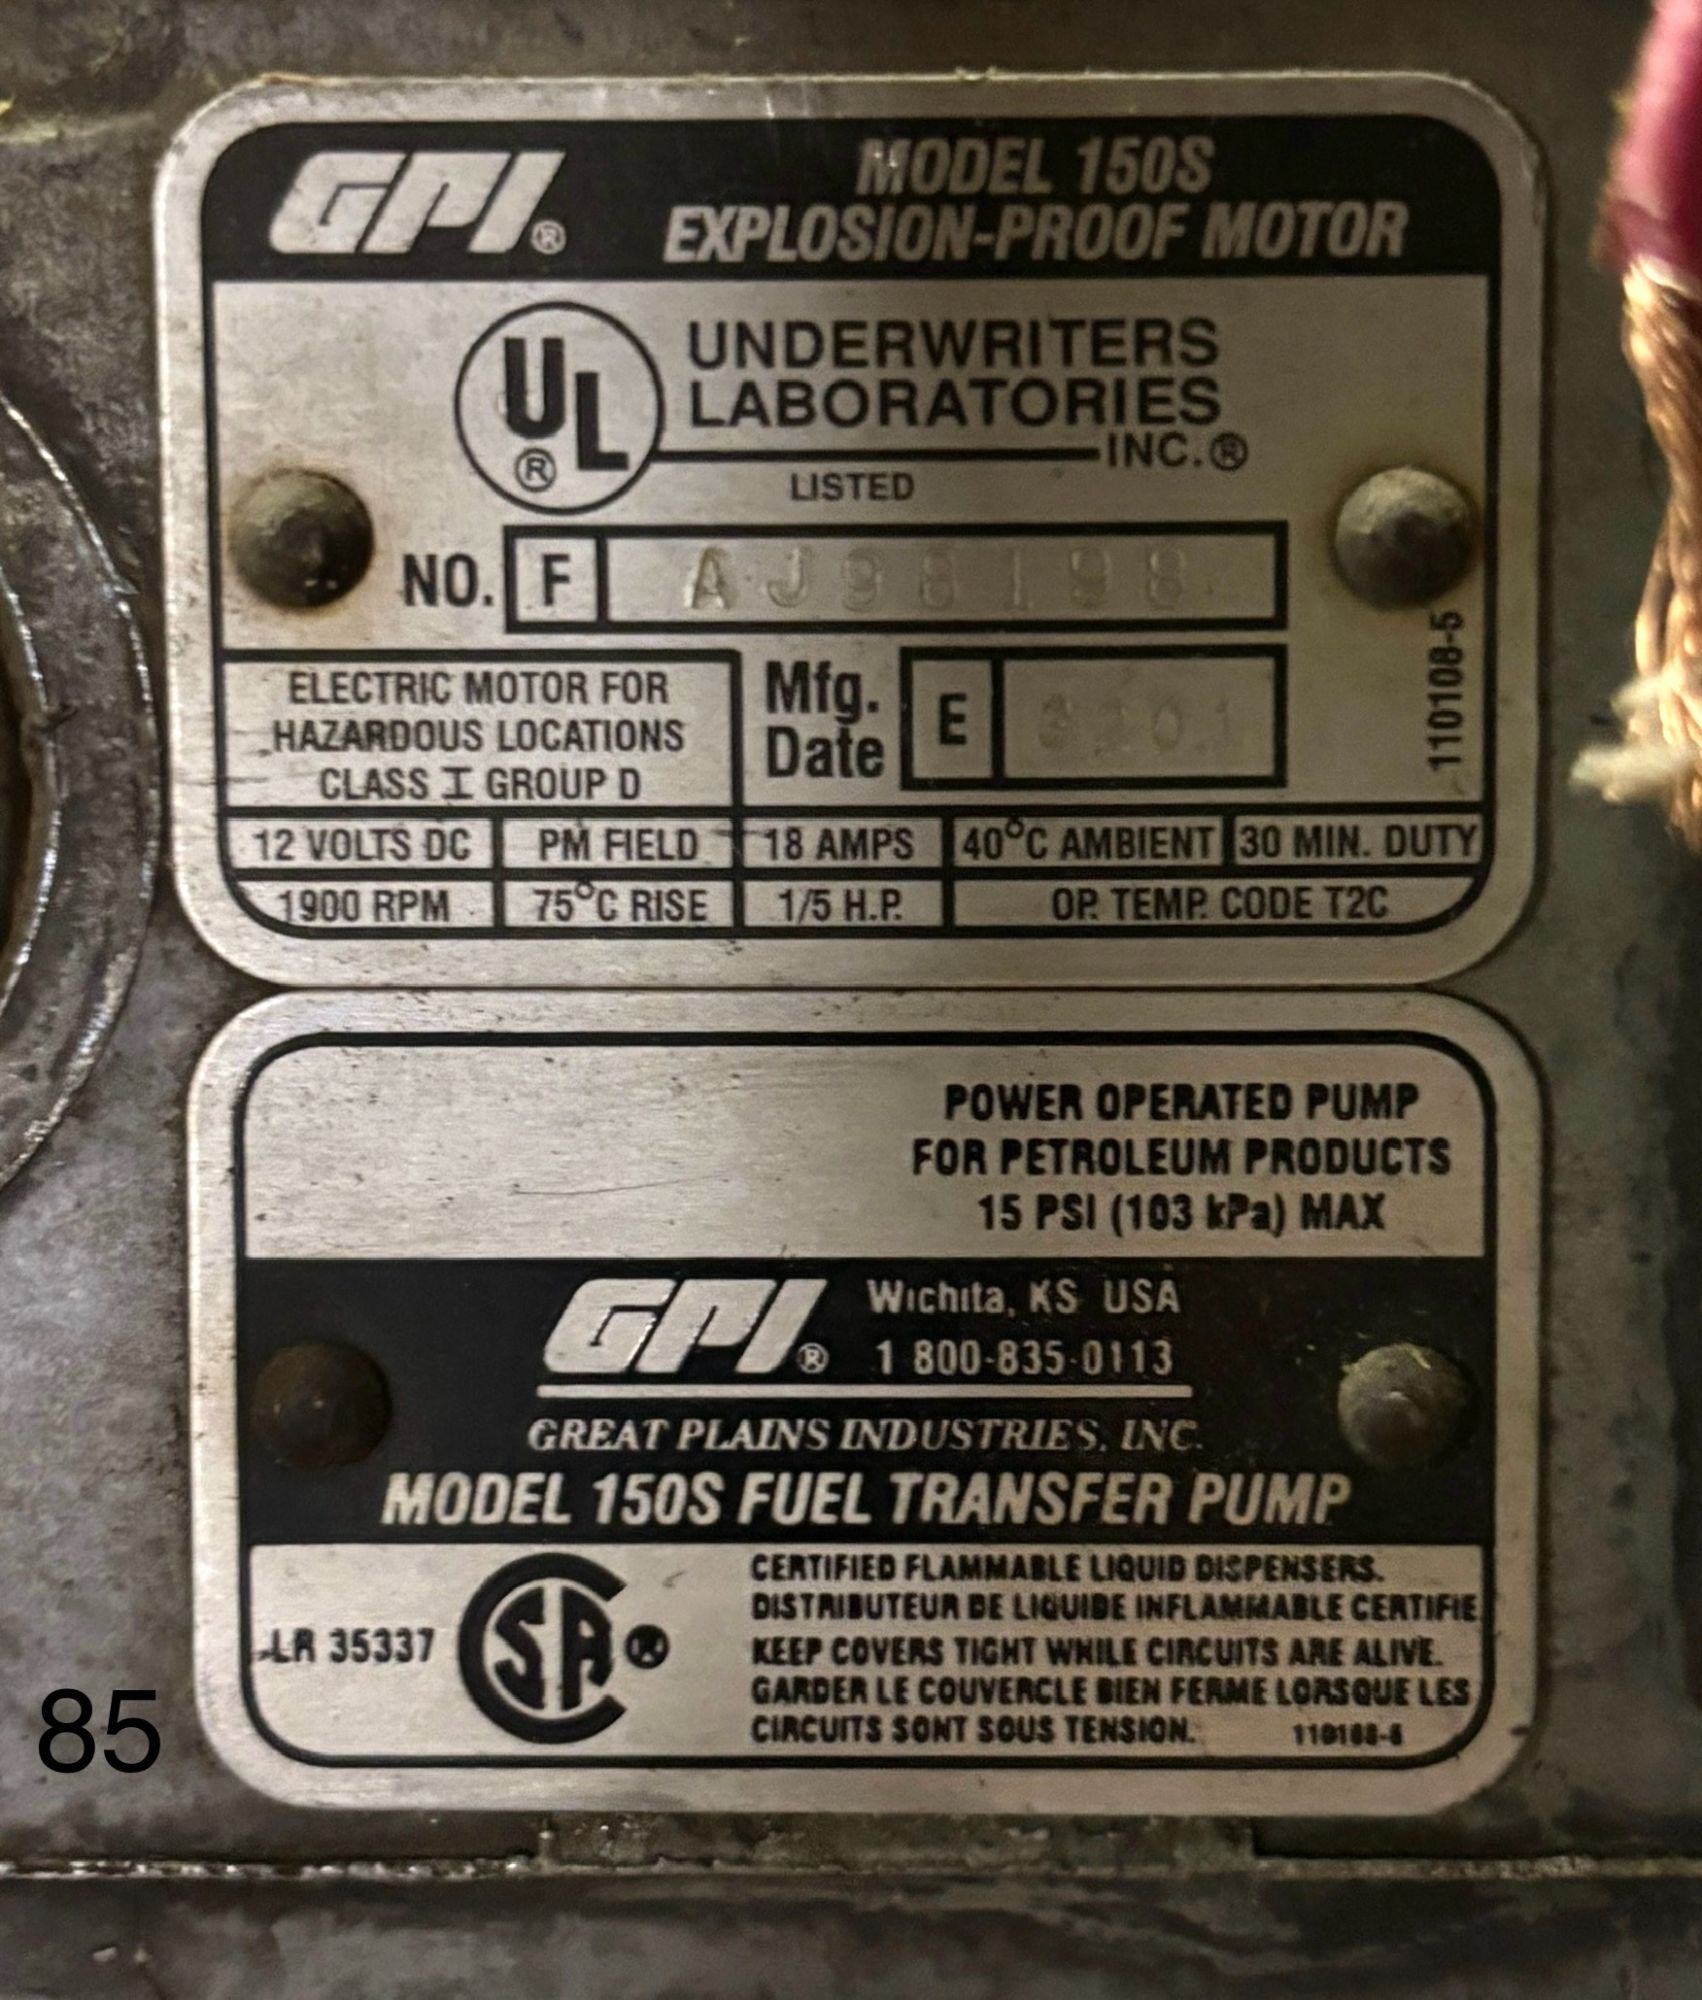 GPI® MODEL 150S
EXPLOSION-PROOF MOTOR
UL® UNDERWRITERS
LABORATORIES
INC.®
LISTED
NO. F AJ98198
110108-5
ELECTRIC MOTOR FOR
HAZARDOUS LOCATIONS
CLASS I GROUP D
Mfg.
Date E
12 VOLTS DC PM FIELD 18 AMPS 40°C AMBIENT 30 MIN. DUTY
1900 RPM 75°C RISE 1/5 H.P. OP. TEMP. CODE T2C
POWER OPERATED PUMP
FOR PETROLEUM PRODUCTS
15 PSI (103 kPa) MAX
GPI® Wichita, KS USA
1 800-835-0113
GREAT PLAINS INDUSTRIES, INC.
MODEL 150S FUEL TRANSFER PUMP
LR 35337 CSA
CERTIFIED FLAMMABLE LIQUID DISPENSERS.
DISTRIBUTEUR DE LIQUIDE INFLAMMABLE CERTIFIE
KEEP COVERS TIGHT WHILE CIRCUITS ARE ALIVE.
GARDER LE COUVERCLE BIEN FERME LORSQUE LES
CIRCUITS SONT SOUS TENSION.
85